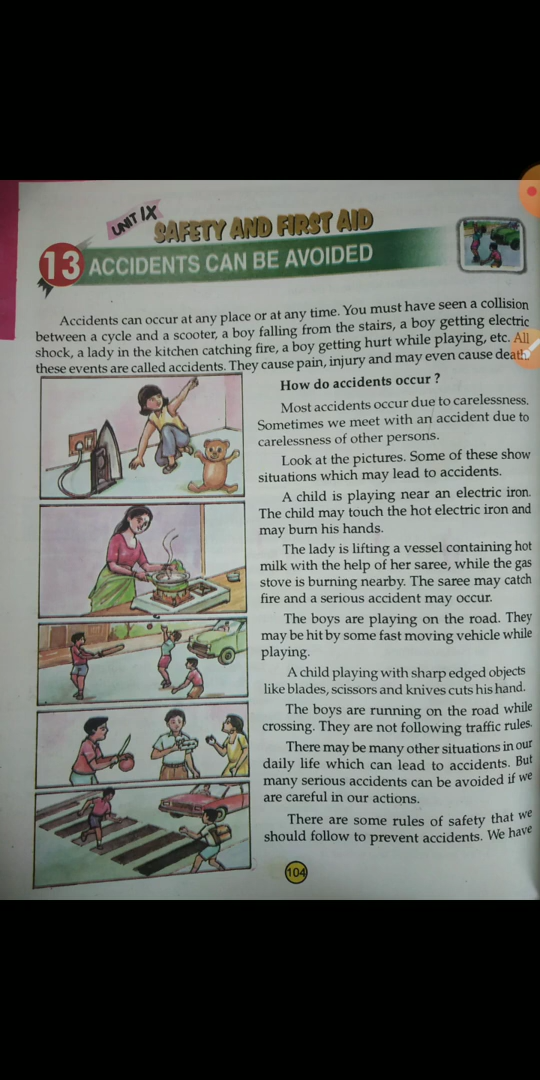 UNIT IX
SAFETY AND FIRST AID
13 ACCIDENTS CAN BE AVOIDED
Accidents can occur at any place or at any time. You must have seen a collision
between a cycle and a scooter, a boy falling from the stairs, a boy getting electric
shock, a lady in the kitchen catching fire, a boy getting hurt while playing, etc. All
these events are called accidents. They cause pain, injury and may even cause death.
How do accidents occur ?
Most accidents occur due to carelessness.
Sometimes we meet with an accident due to
carelessness of other persons.
Look at the pictures. Some of these show
situations which may lead to accidents.
A child is playing near an electric iron.
The child may touch the hot electric iron and
may burn his hands.
The lady is lifting a vessel containing hot
milk with the help of her saree, while the gas
stove is burning nearby. The saree may catch
fire and a serious accident may occur.
The boys are playing on the road. They
may be hit by some fast moving vehicle while
playing.
A child playing with sharp edged objects
like blades, scissors and knives cuts his hand.
The boys are running on the road while
crossing. They are not following traffic rules.
There may be many other situations in our
daily life which can lead to accidents. But
many serious accidents can be avoided if we
are careful in our actions.
There are some rules of safety that we
should follow to prevent accidents. We have
104